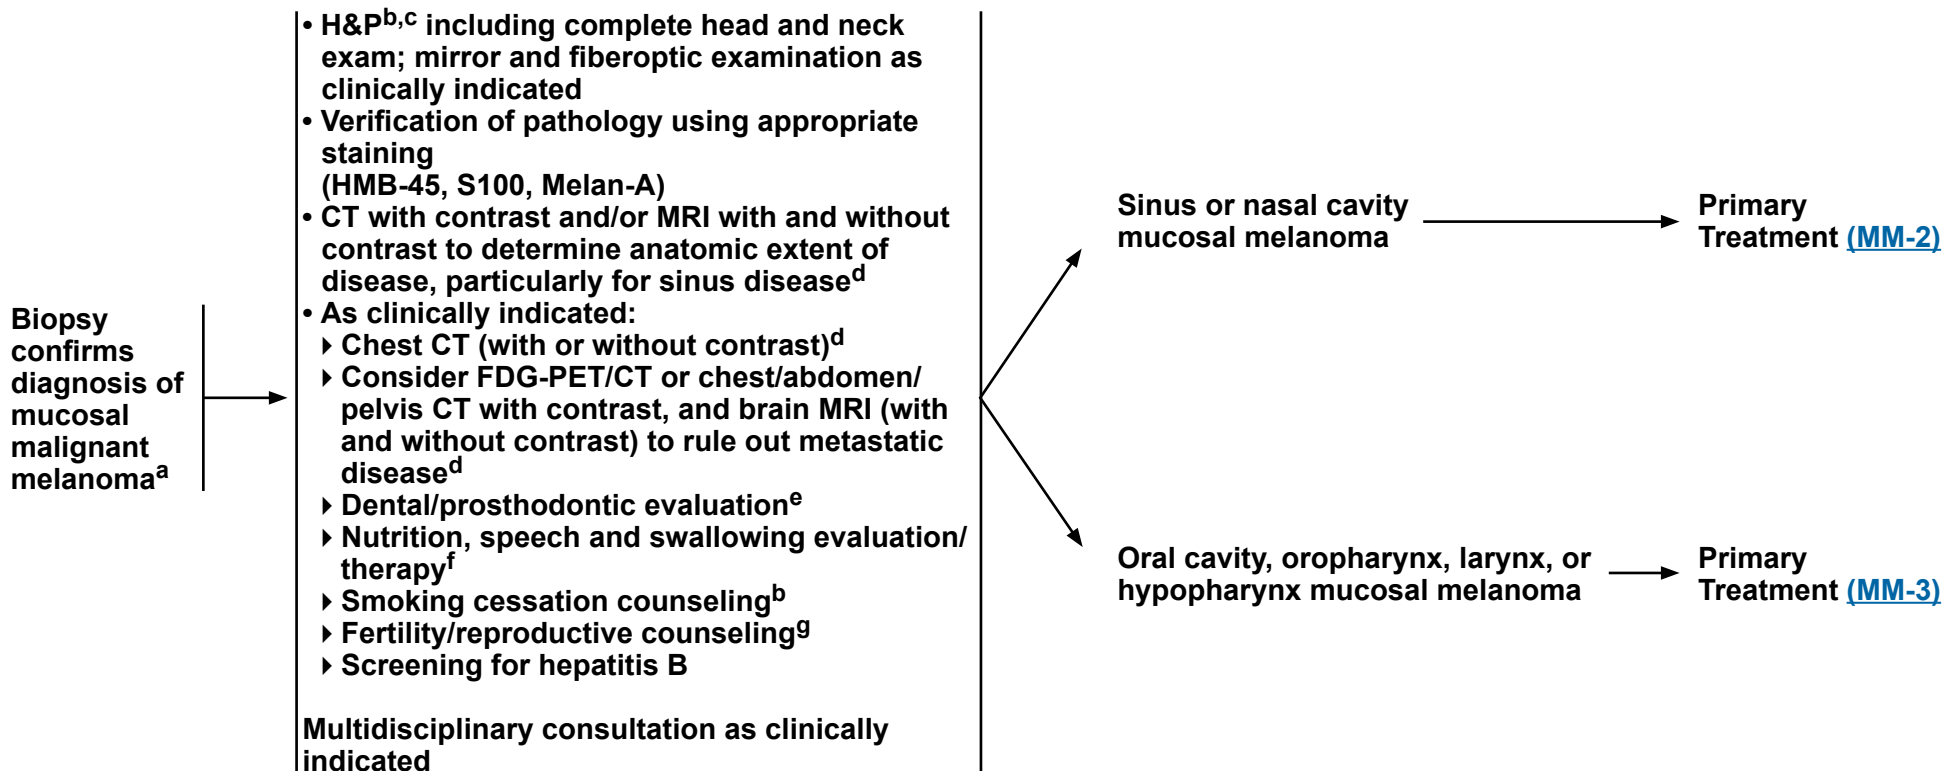 Biopsy
confirms
diagnosis of
mucosal
malignant
melanomaᵃ
• H&Pᵇ,ᶜ including complete head and neck
exam; mirror and fiberoptic examination as
clinically indicated
• Verification of pathology using appropriate
staining
(HMB-45, S100, Melan-A)
• CT with contrast and/or MRI with and without
contrast to determine anatomic extent of
disease, particularly for sinus diseaseᵈ
• As clinically indicated:
▸ Chest CT (with or without contrast)ᵈ
▸ Consider FDG-PET/CT or chest/abdomen/
pelvis CT with contrast, and brain MRI (with
and without contrast) to rule out metastatic
diseaseᵈ
▸ Dental/prosthodontic evaluationᵉ
▸ Nutrition, speech and swallowing evaluation/
therapyᶠ
▸ Smoking cessation counselingᵇ
▸ Fertility/reproductive counselingᵍ
▸ Screening for hepatitis B
Multidisciplinary consultation as clinically
indicated
Sinus or nasal cavity
mucosal melanoma
Primary
Treatment (MM-2)
Oral cavity, oropharynx, larynx, or
hypopharynx mucosal melanoma
Primary
Treatment (MM-3)